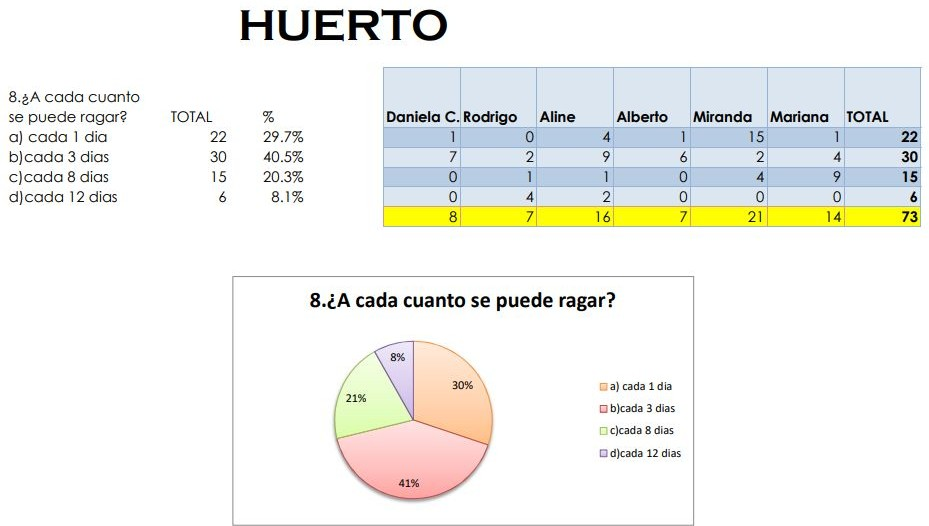 HUERTO
8.¿A cada cuanto
se puede ragar? TOTAL %
a) cada 1 dia 22 29.7%
b)cada 3 dias 30 40.5%
c)cada 8 dias 15 20.3%
d)cada 12 dias 6 8.1%
Daniela C. Rodrigo Aline Alberto Miranda Mariana TOTAL
1 0 4 1 15 1 22
7 2 9 6 2 4 30
0 1 1 0 4 9 15
0 4 2 0 0 0 6
8 7 16 7 21 14 73
8.¿A cada cuanto se puede ragar?
8%
30%
21%
41%
a) cada 1 dia
b)cada 3 dias
c)cada 8 dias
d)cada 12 dias